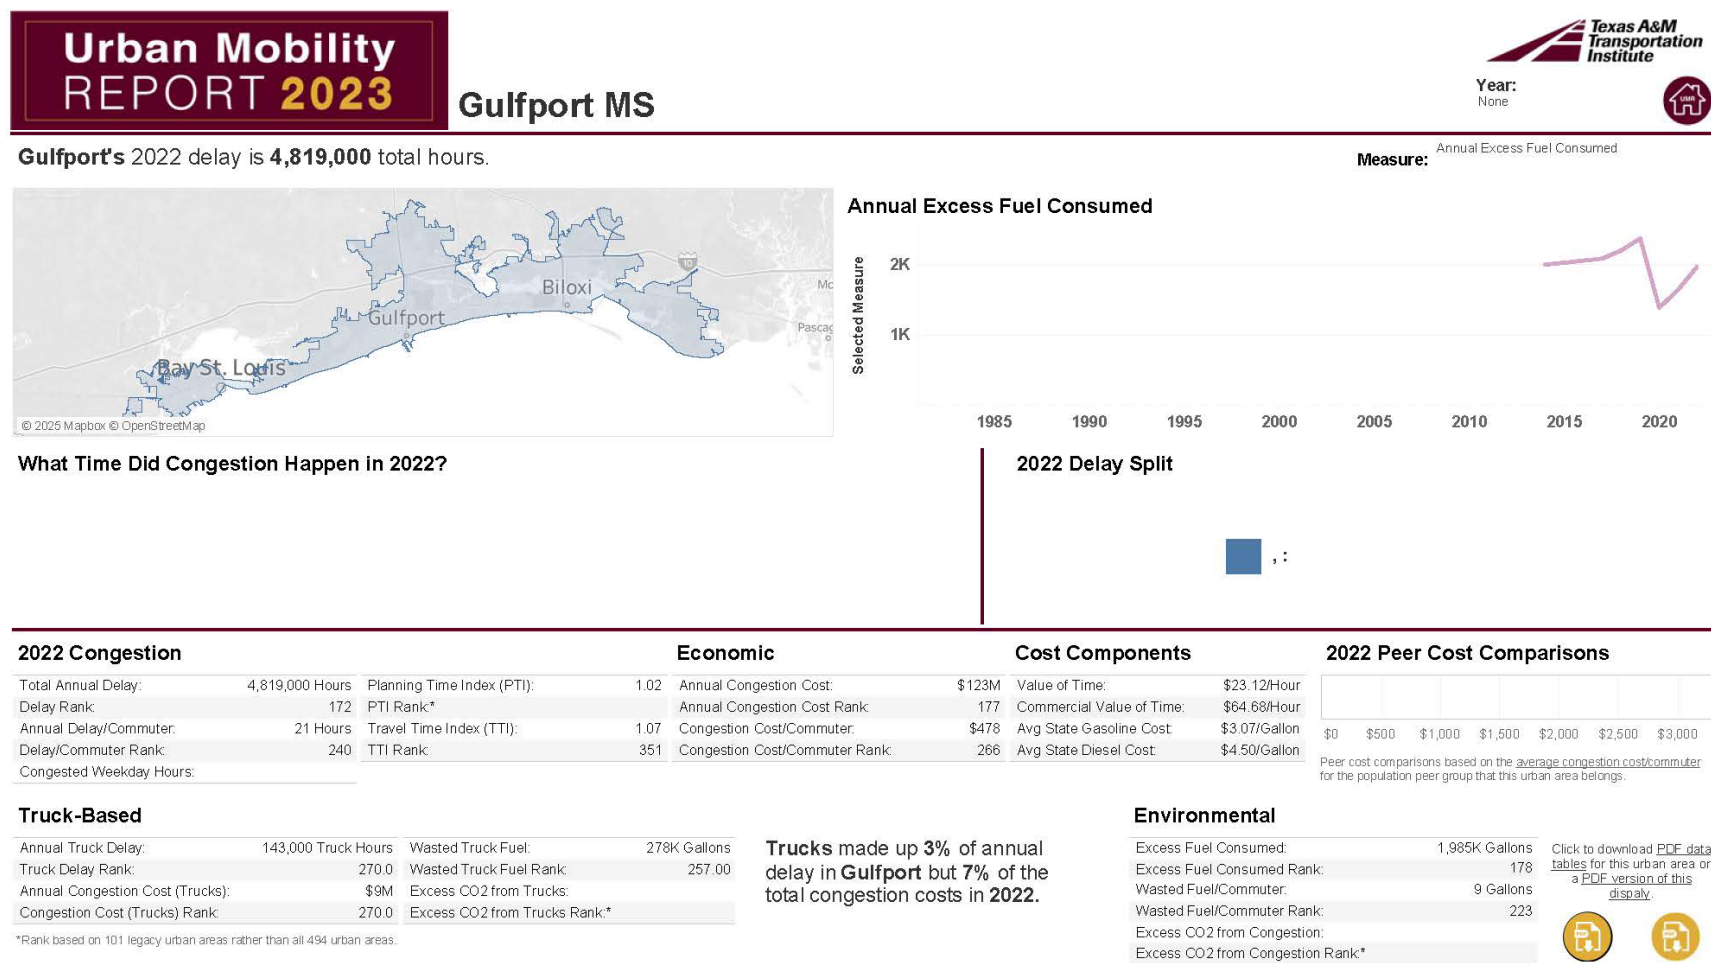 Urban Mobility
REPORT 2023
Gulfport MS
Texas A&M
Transportation
Institute
Year:
None
UMR
Gulfport's 2022 delay is 4,819,000 total hours.
Measure:
Annual Excess Fuel Consumed
10
Biloxi
Gulfport
Bay St. Louis
Mc
Pascag
© 2025 Mapbox © OpenStreetMap
Annual Excess Fuel Consumed
Selected Measure
2K
1K
1985 1990 1995 2000 2005 2010 2015 2020
What Time Did Congestion Happen in 2022?
2022 Delay Split
, :
2022 Congestion
Total Annual Delay: 4,819,000 Hours
Delay Rank: 172
Annual Delay/Commuter: 21 Hours
Delay/Commuter Rank: 240
Congested Weekday Hours:
Planning Time Index (PTI): 1.02
PTI Rank:*
Travel Time Index (TTI): 1.07
TTI Rank: 351
Economic
Annual Congestion Cost: $123M
Annual Congestion Cost Rank: 177
Congestion Cost/Commuter: $478
Congestion Cost/Commuter Rank: 266
Cost Components
Value of Time: $23.12/Hour
Commercial Value of Time: $64.68/Hour
Avg State Gasoline Cost: $3.07/Gallon
Avg State Diesel Cost: $4.50/Gallon
2022 Peer Cost Comparisons
$0 $500 $1,000 $1,500 $2,000 $2,500 $3,000
Peer cost comparisons based on the average congestion cost/commuter
for the population peer group that this urban area belongs.
Truck-Based
Annual Truck Delay: 143,000 Truck Hours
Truck Delay Rank: 270.0
Annual Congestion Cost (Trucks): $9M
Congestion Cost (Trucks) Rank: 270.0
Wasted Truck Fuel: 278K Gallons
Wasted Truck Fuel Rank: 257.00
Excess CO2 from Trucks:
Excess CO2 from Trucks Rank:*
*Rank based on 101 legacy urban areas rather than all 494 urban areas.
Trucks made up 3% of annual
delay in Gulfport but 7% of the
total congestion costs in 2022.
Environmental
Excess Fuel Consumed: 1,985K Gallons
Excess Fuel Consumed Rank: 178
Wasted Fuel/Commuter: 9 Gallons
Wasted Fuel/Commuter Rank: 223
Excess CO2 from Congestion:
Excess CO2 from Congestion Rank:*
Click to download PDF data
tables for this urban area or
a PDF version of this
dispaly.